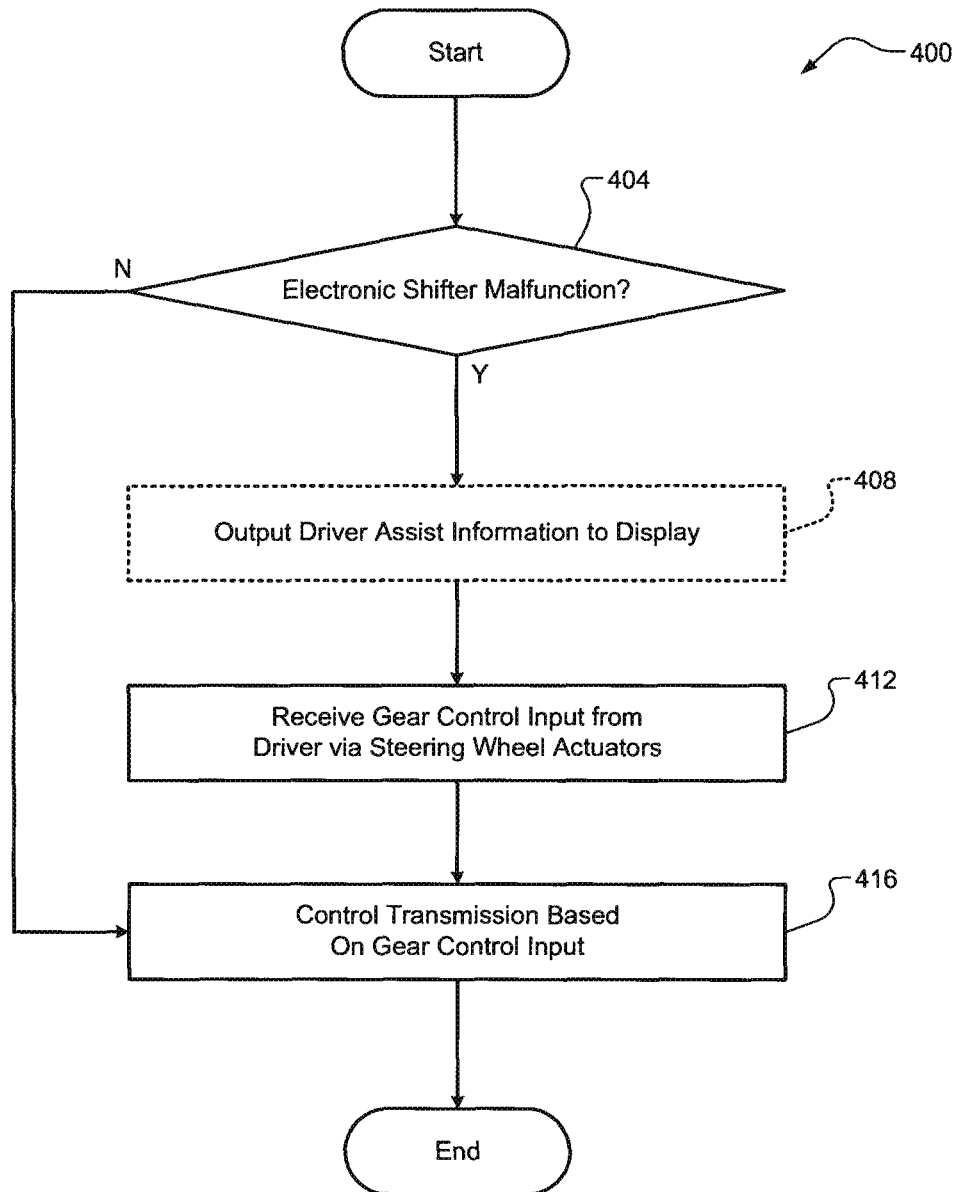 Start
400
404
N
Electronic Shifter Malfunction?
Y
408
Output Driver Assist Information to Display
412
Receive Gear Control Input from
Driver via Steering Wheel Actuators
416
Control Transmission Based
On Gear Control Input
End